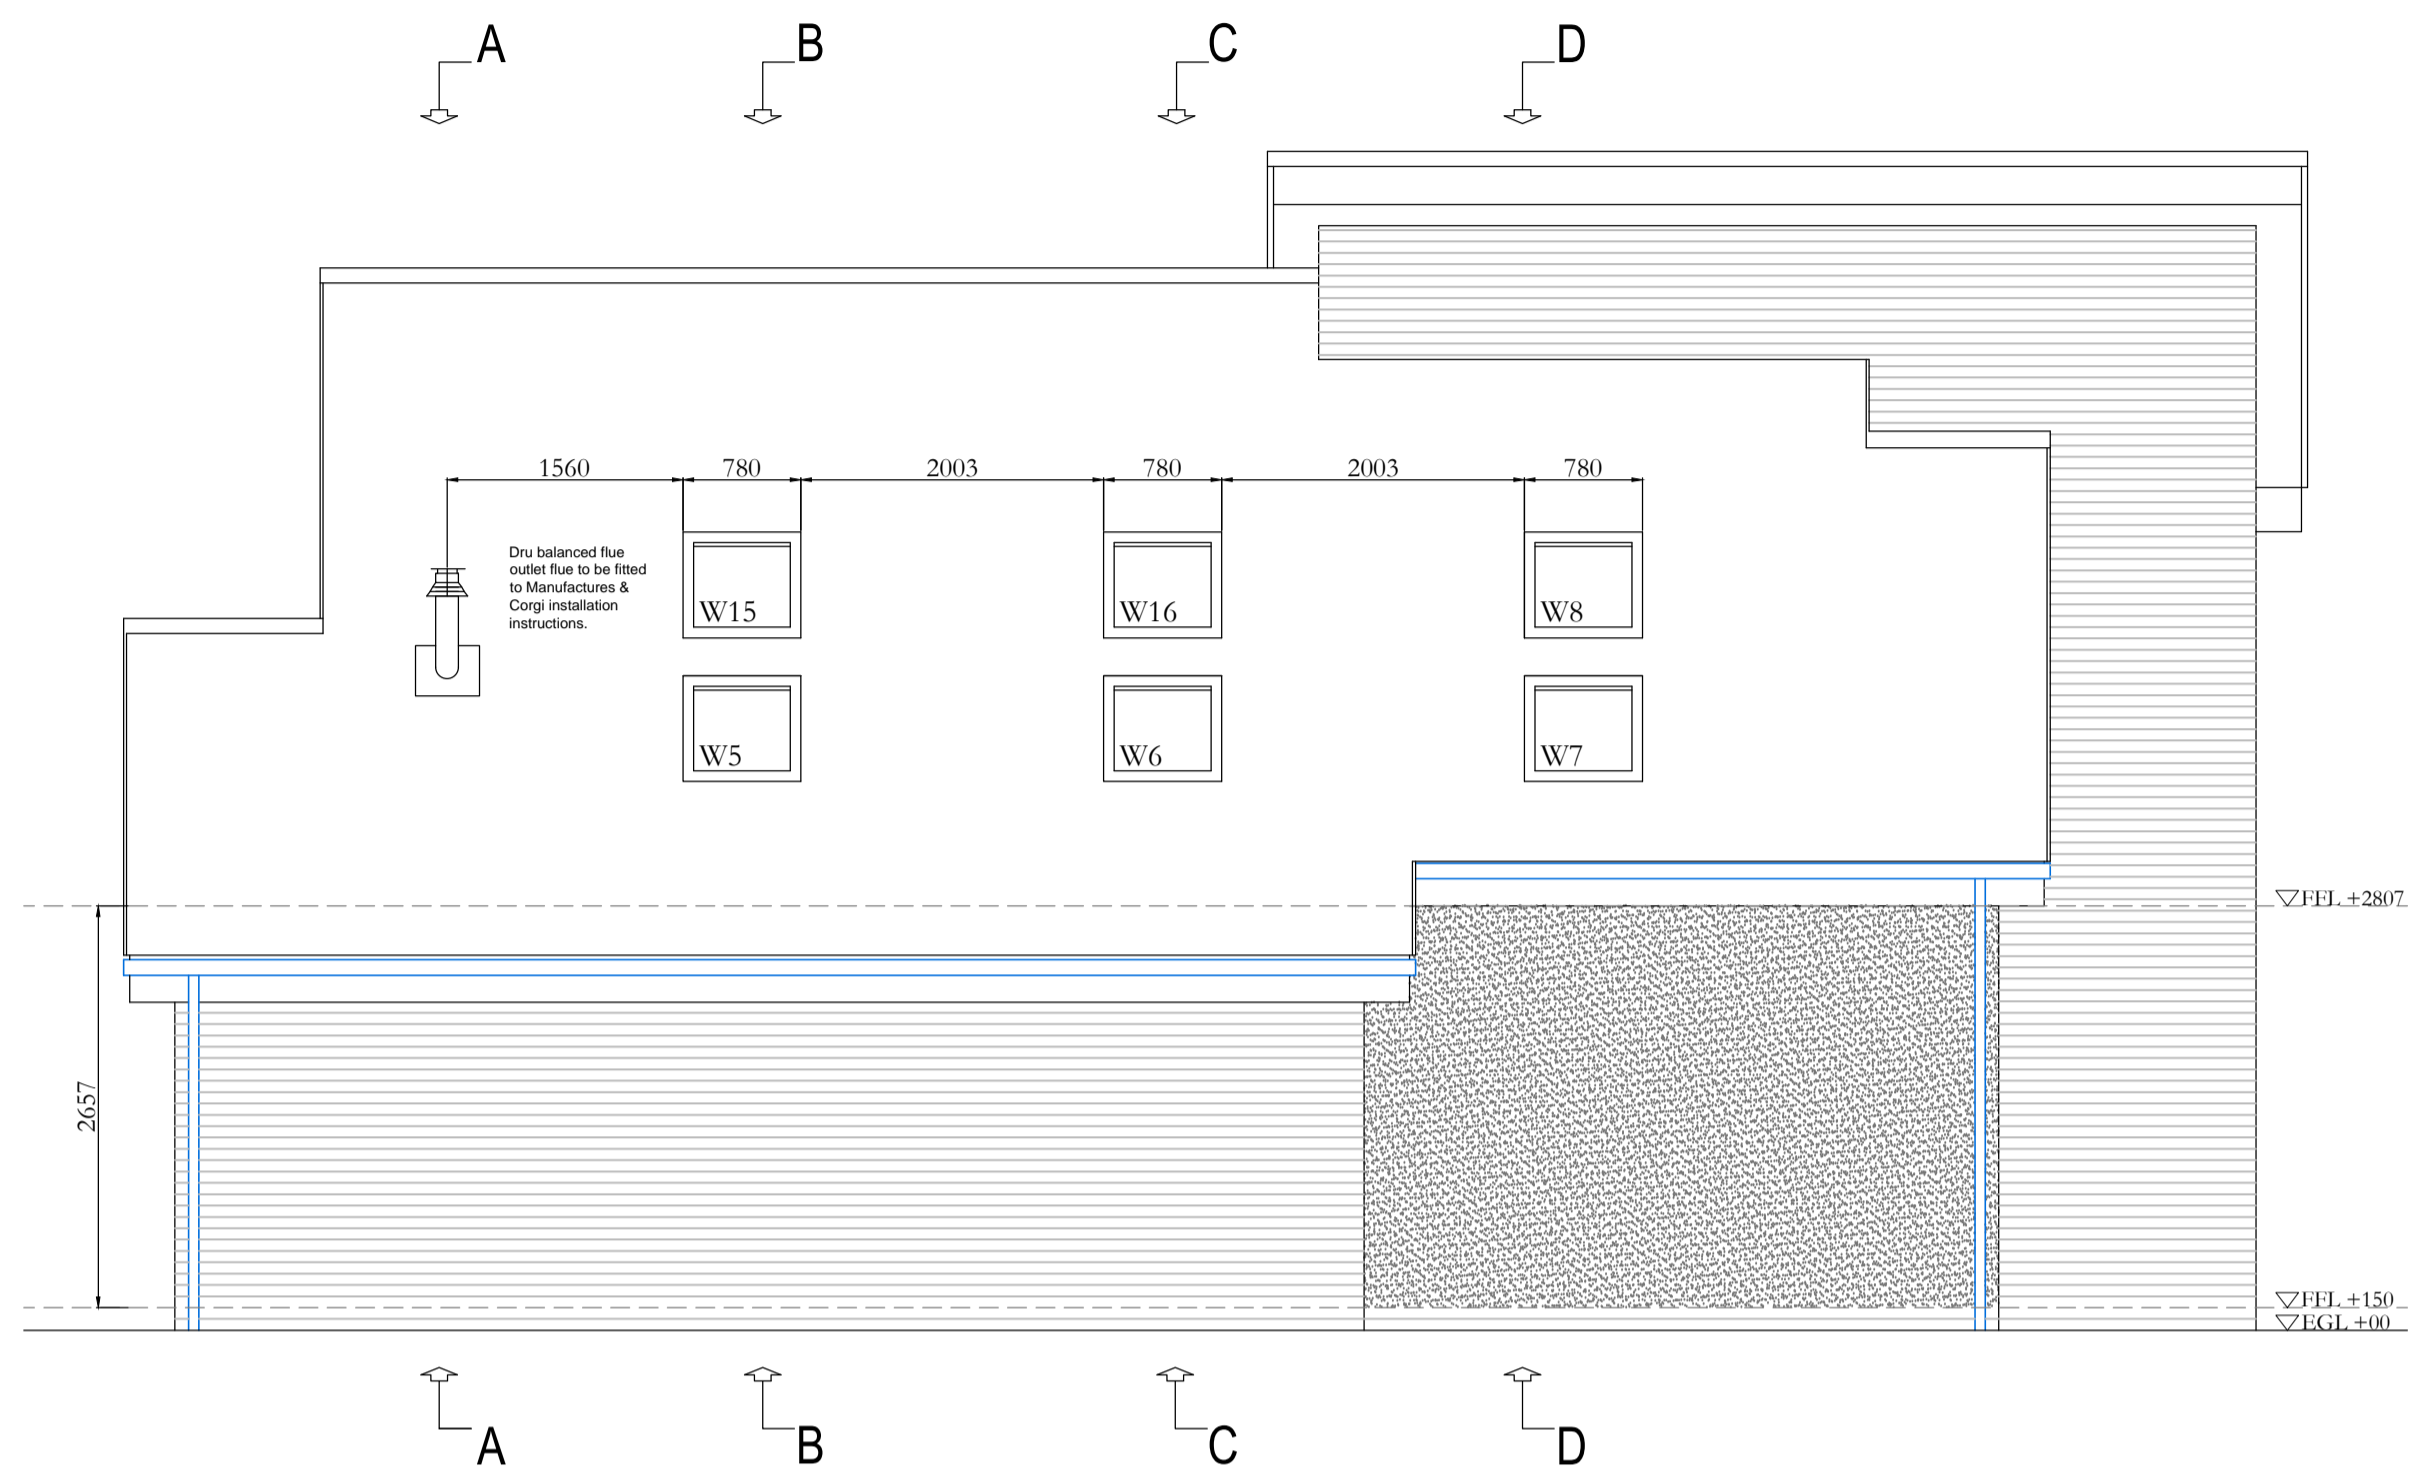 A
B
C
D
1560
780
2003
780
2003
780
Dru balanced flue
outlet flue to be fitted
to Manufactures &
Corgi installation
instructions.
W15
W16
W8
W5
W6
W7
FFL +2807
2657
FFL +150
EGL +00
A
B
C
D